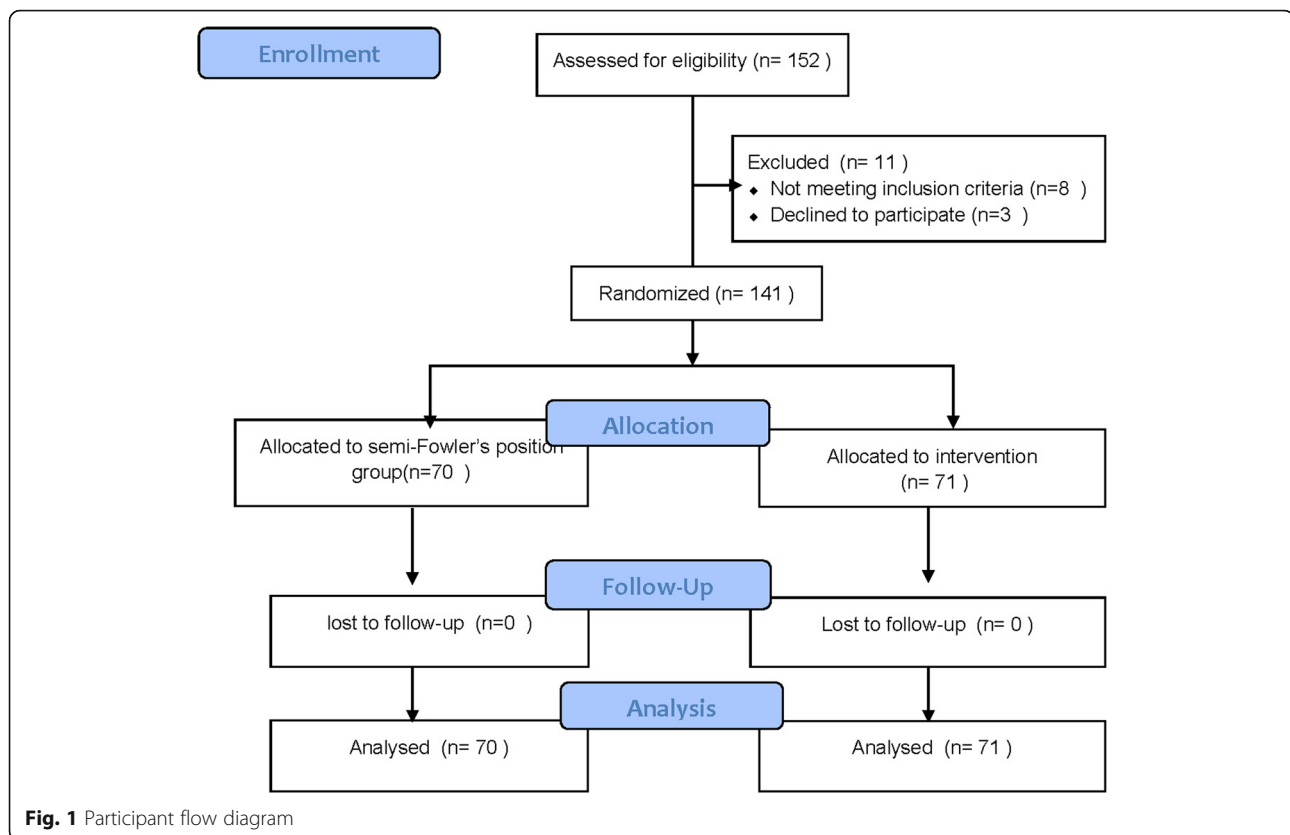 Enrollment
Assessed for eligibility (n= 152 )
Excluded (n= 11 )
♦ Not meeting inclusion criteria (n=8 )
♦ Declined to participate (n=3 )
Randomized (n= 141 )
Allocation
Allocated to semi-Fowler's position
group(n=70 )
Allocated to intervention
(n= 71 )
Follow-Up
lost to follow-up (n=0 )
Lost to follow-up (n= 0 )
Analysis
Analysed (n= 70 )
Analysed (n= 71 )
Fig. 1 Participant flow diagram